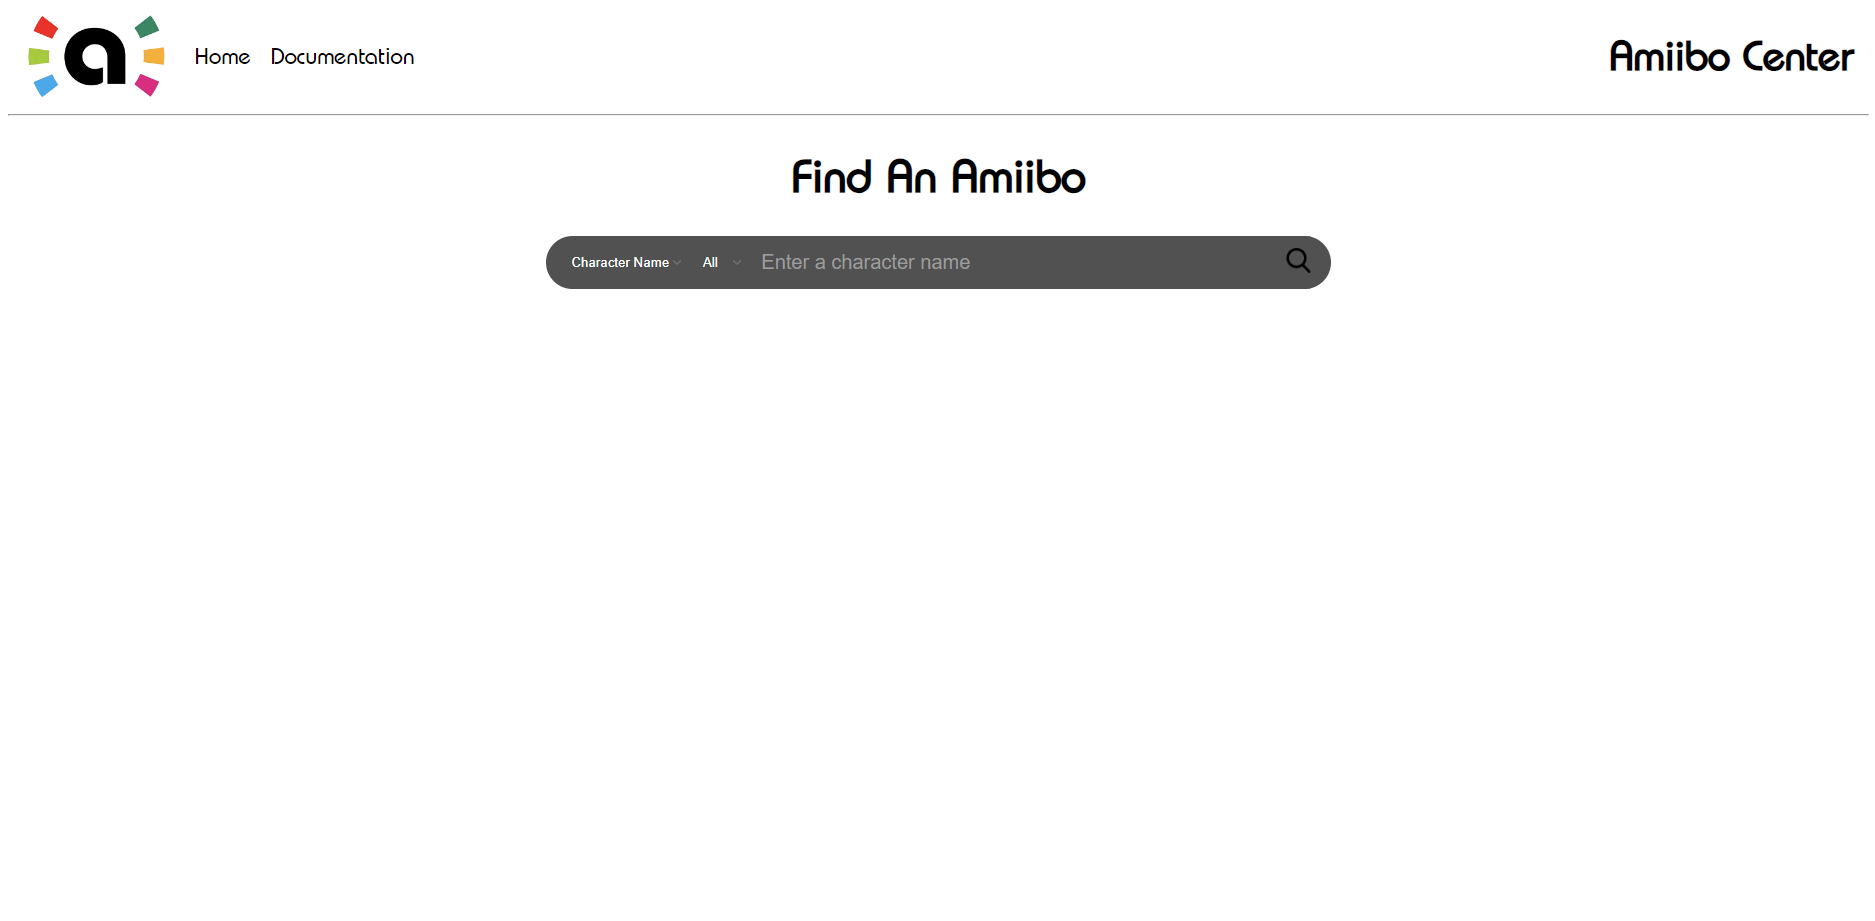 a
Home Documentation
Amiibo Center
Find An Amiibo
Character Name All Enter a character name